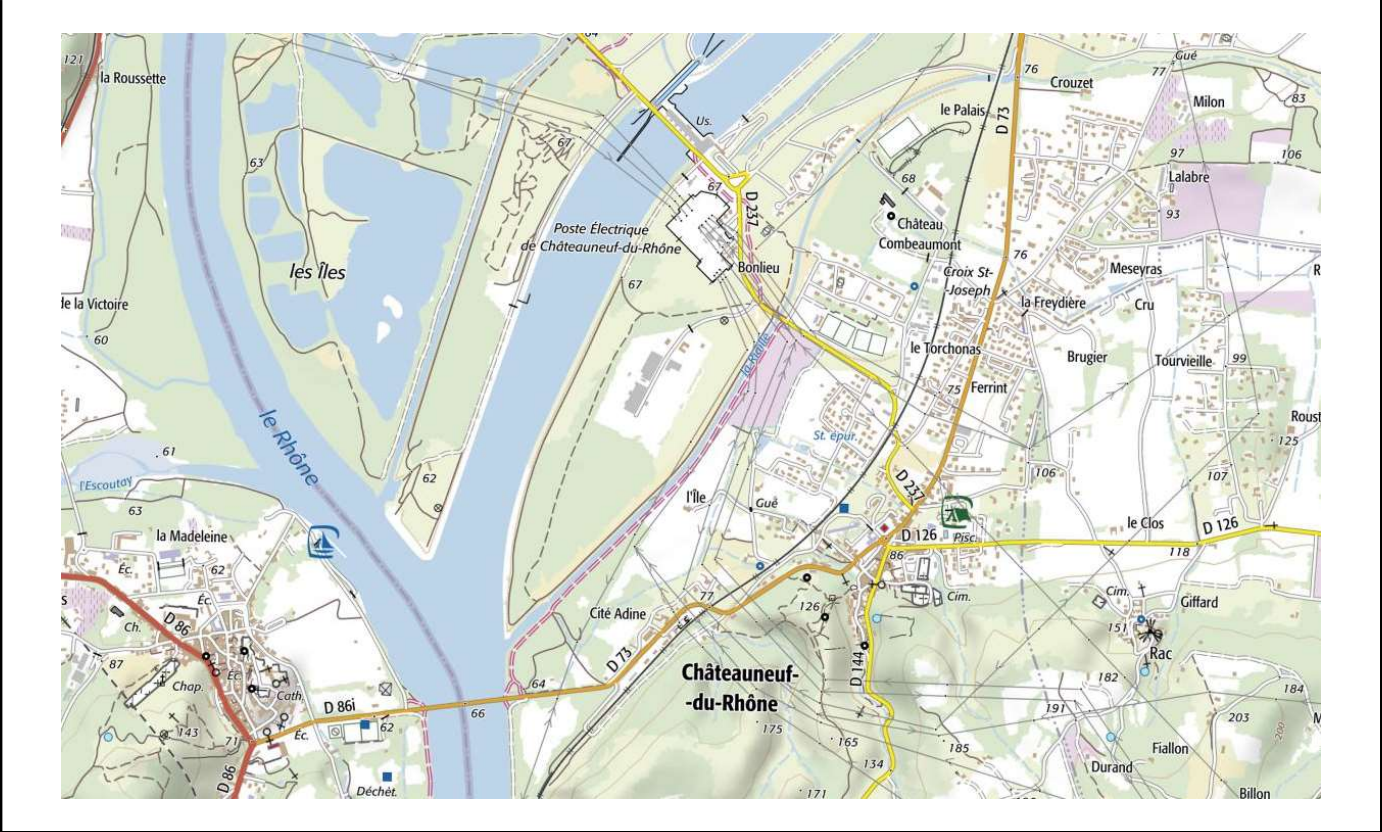 121
la Roussette
64
76
Crouzet
77
Gué
Milon
83
le Palais
D 73
Us.
67
63
97
106
Lalabre
68
67
93
D 237
Château
Combeaumont
Poste Électrique
de Châteauneuf-du-Rhône
les Îles
Bonlieu
76
Croix St-
Joseph
Meseyras
R
67
la Freydière
Cru
de la Victoire
60
la Riaille
le Torchonas
Brugier
Tourvieille
99
75
Ferrint
Roust
le Rhône
St. épur.
125
61
l'Escoutay
62
106
107
63
l'Île
Gué
D 237
la Madeleine
D 126
Pisc.
le Clos
D 126
86
118
Éc.
62
Éc.
Cim.
Cim.
Giffard
s
Ch.
D 86
Cité Adine
77
126
151
Rac
87
Éc.
D 73
Châteauneuf-
-du-Rhône
D 144
Chap.
Cath.
64
182
184
D 86i
66
143
71
Éc.
62
175
165
191
203
200
M
185
Fiallon
D 86
134
Durand
Déchèt.
171
Billon